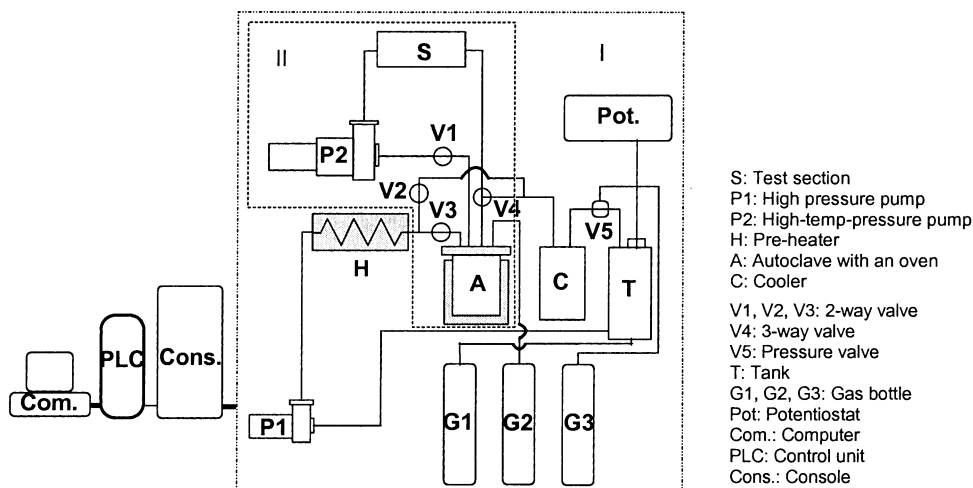 II
I
S
Pot.
P2
V1
V2
V3
V4
V5
H
A
C
T
PLC
Cons.
Com.
P1
G1
G2
G3
S: Test section
P1: High pressure pump
P2: High-temp-pressure pump
H: Pre-heater
A: Autoclave with an oven
C: Cooler
V1, V2, V3: 2-way valve
V4: 3-way valve
V5: Pressure valve
T: Tank
G1, G2, G3: Gas bottle
Pot: Potentiostat
Com.: Computer
PLC: Control unit
Cons.: Console